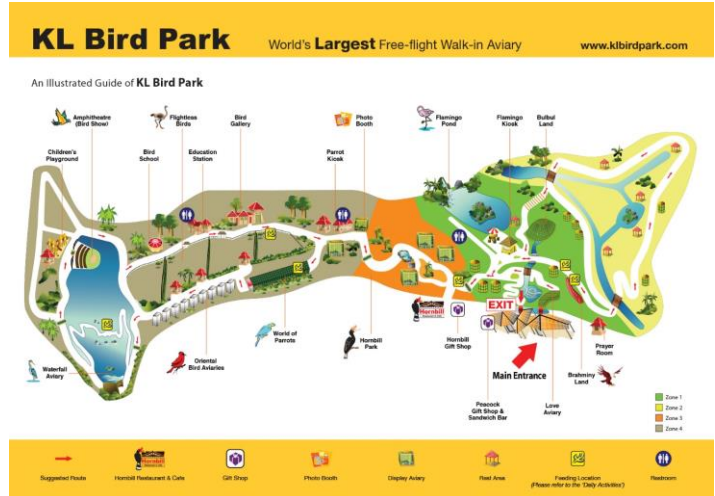 KL Bird Park
World's Largest Free-flight Walk-in Aviary
www.klbirdpark.com
An Illustrated Guide of KL Bird Park
Amphitheatre
(Bird Show)
Flightless
Birds
Bird
Gallery
Photo
Booth
Flamingo
Pond
Flamingo
Kiosk
Bulbul
Land
Children's
Playground
Bird
School
Education
Station
Parrot
Kiosk
EXIT
Hornbill
Waterfall
Aviary
Oriental
Bird Aviaries
World of
Parrots
Hornbill
Park
Hornbill
Gift Shop
Main Entrance
Prayer
Room
Brahminy
Land
Peacock
Gift Shop &
Sandwich Bar
Love
Aviary
Zone 1
Zone 2
Zone 3
Zone 4
Hornbill
Suggested Route
Hornbill Restaurant & Cafe
Gift Shop
Photo Booth
Display Aviary
Rest Area
Feeding Location
(Please refer to the 'Daily Activities')
Restroom